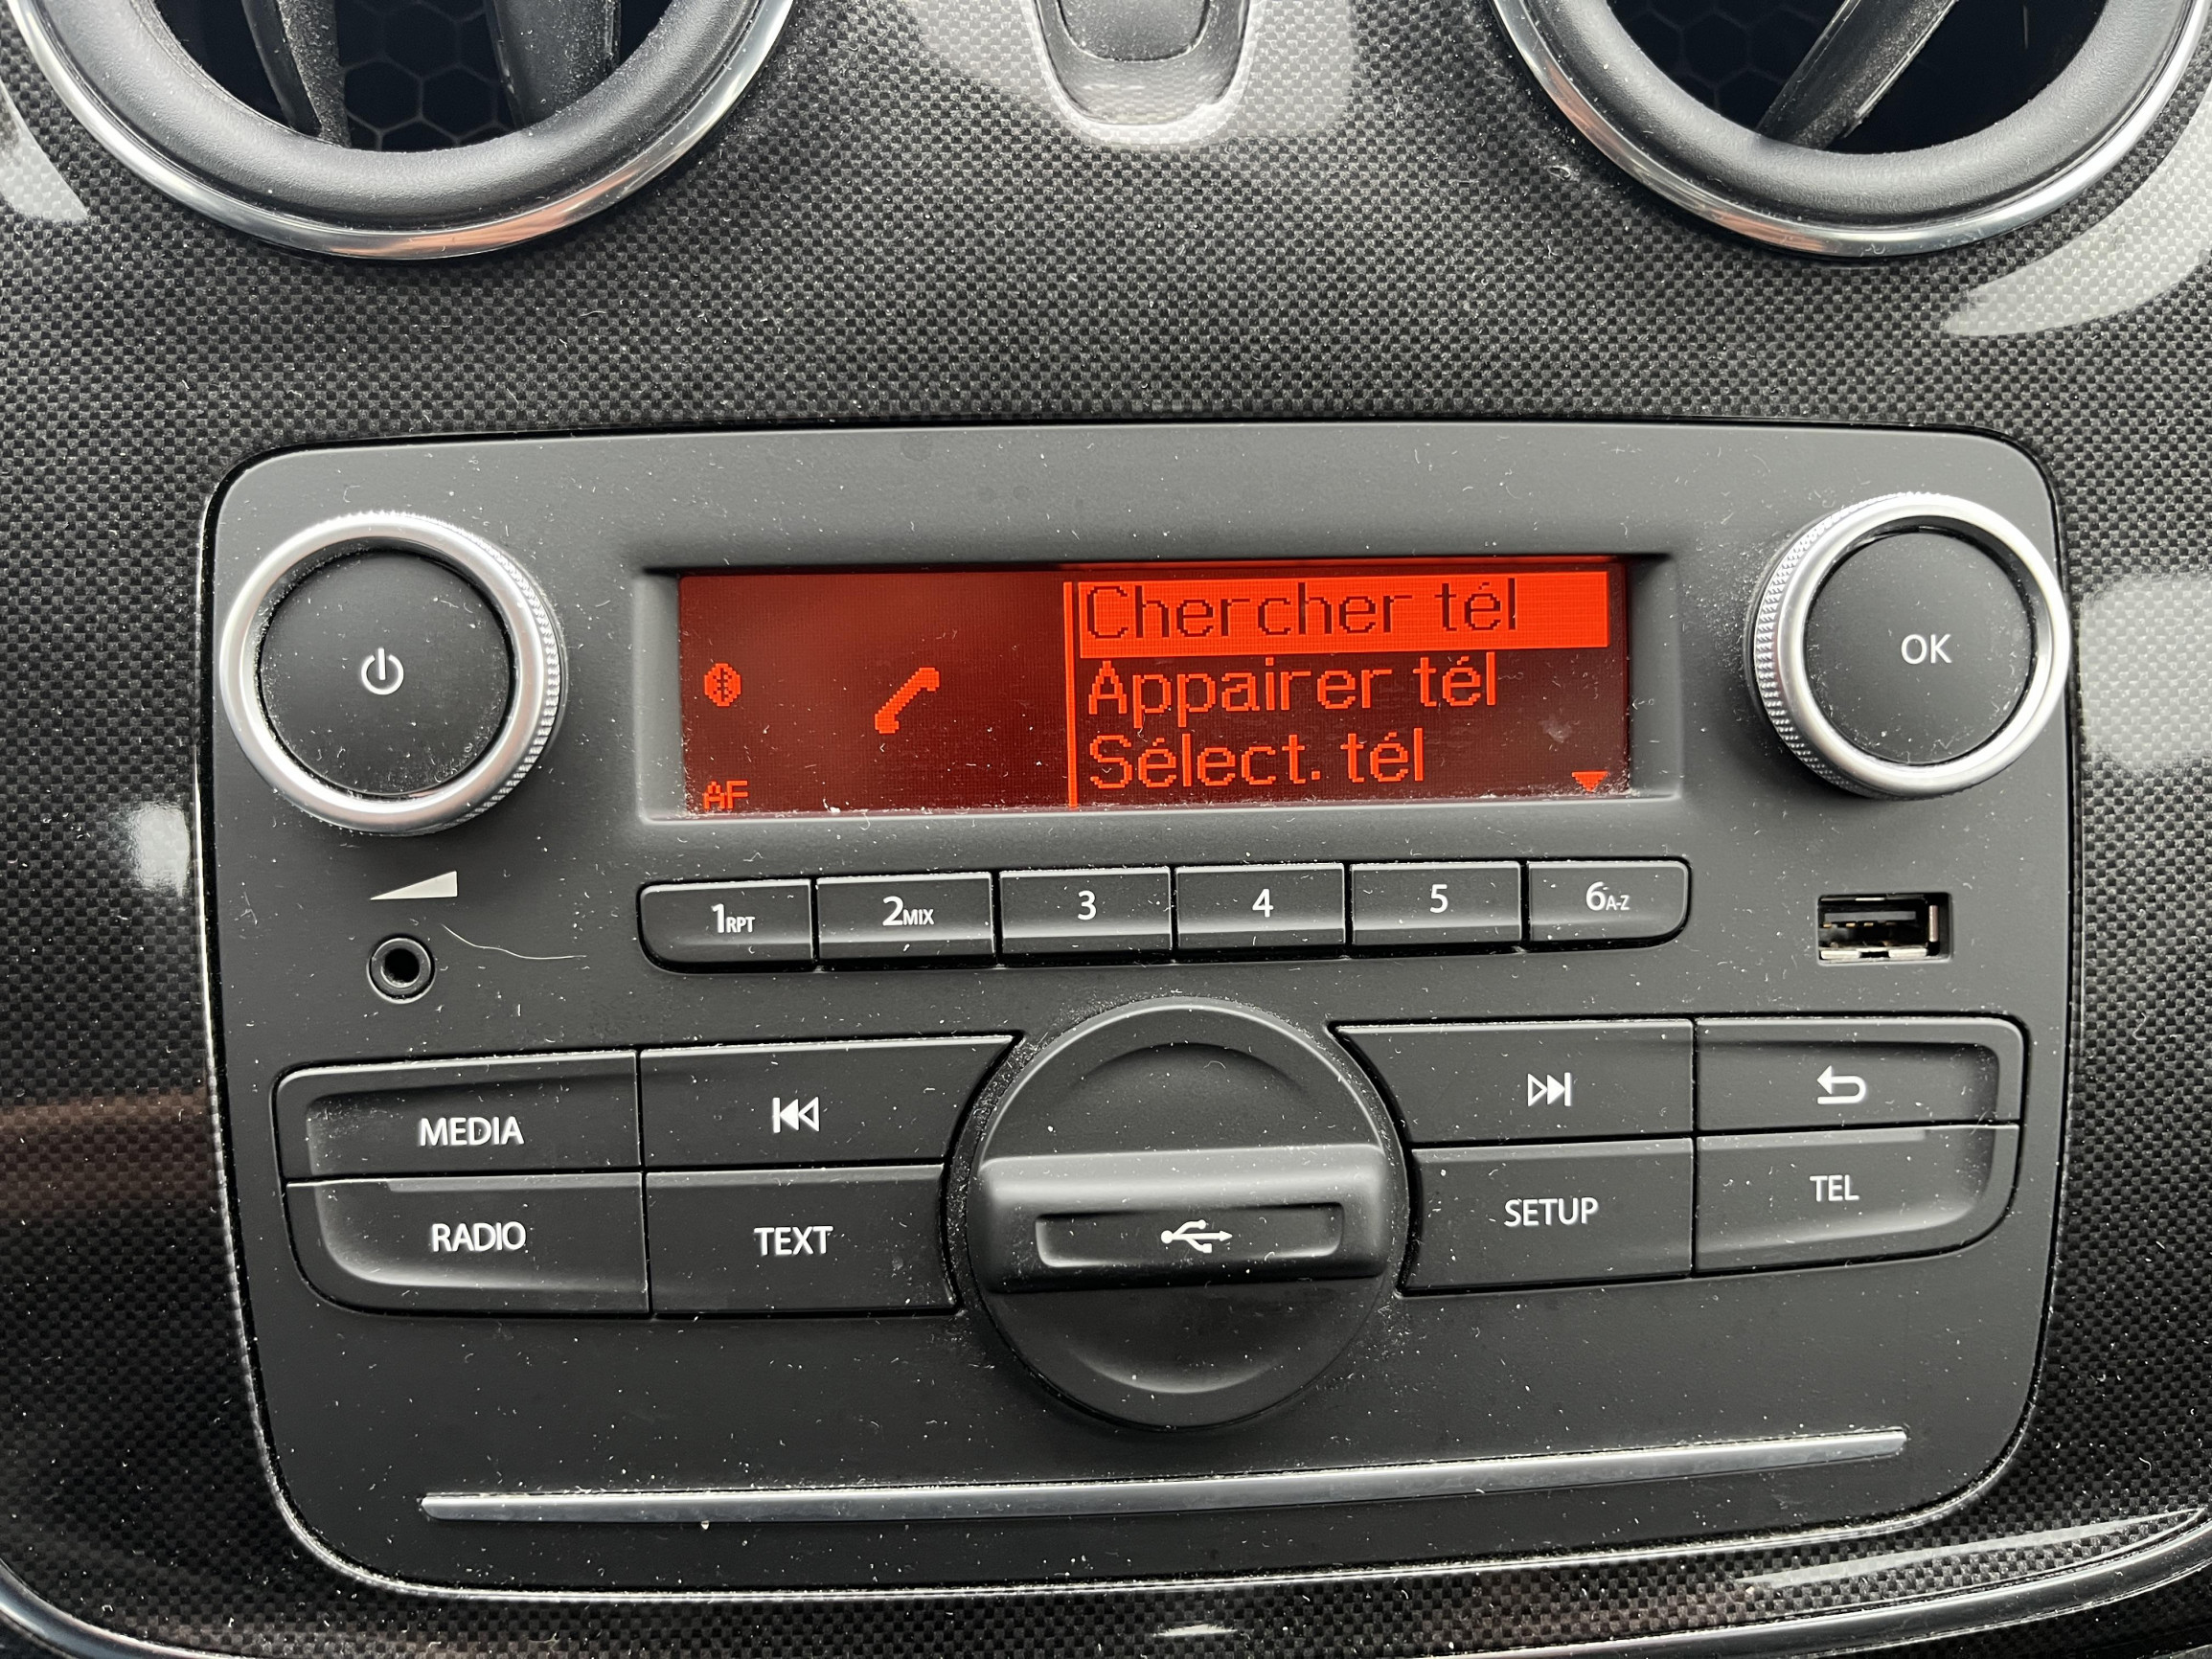 Chercher tél
Appairer tél
Sélect. tél
AF
OK
1RPT
2MIX
3
4
5
6A-Z
MEDIA
RADIO
TEXT
SETUP
TEL